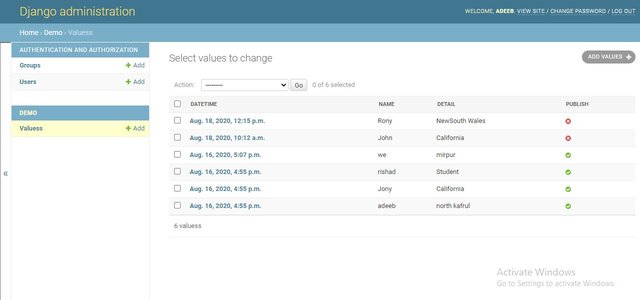 Django administration
WELCOME, ADEEB. VIEW SITE / CHANGE PASSWORD / LOG OUT
Home › Demo › Valuess
AUTHENTICATION AND AUTHORIZATION
Groups + Add
Users + Add
DEMO
Valuess + Add
«
Select values to change
ADD VALUES +
Action: --------- Go 0 of 6 selected
DATETIME NAME DETAIL PUBLISH
Aug. 18, 2020, 12:15 p.m. Rony NewSouth Wales
Aug. 18, 2020, 10:12 a.m. John California
Aug. 16, 2020, 5:07 p.m. we mirpur
Aug. 16, 2020, 4:55 p.m. rishad Student
Aug. 16, 2020, 4:55 p.m. Jony California
Aug. 16, 2020, 4:55 p.m. adeeb north kafrul
6 valuess
Activate Windows
Go to Settings to activate Windows.